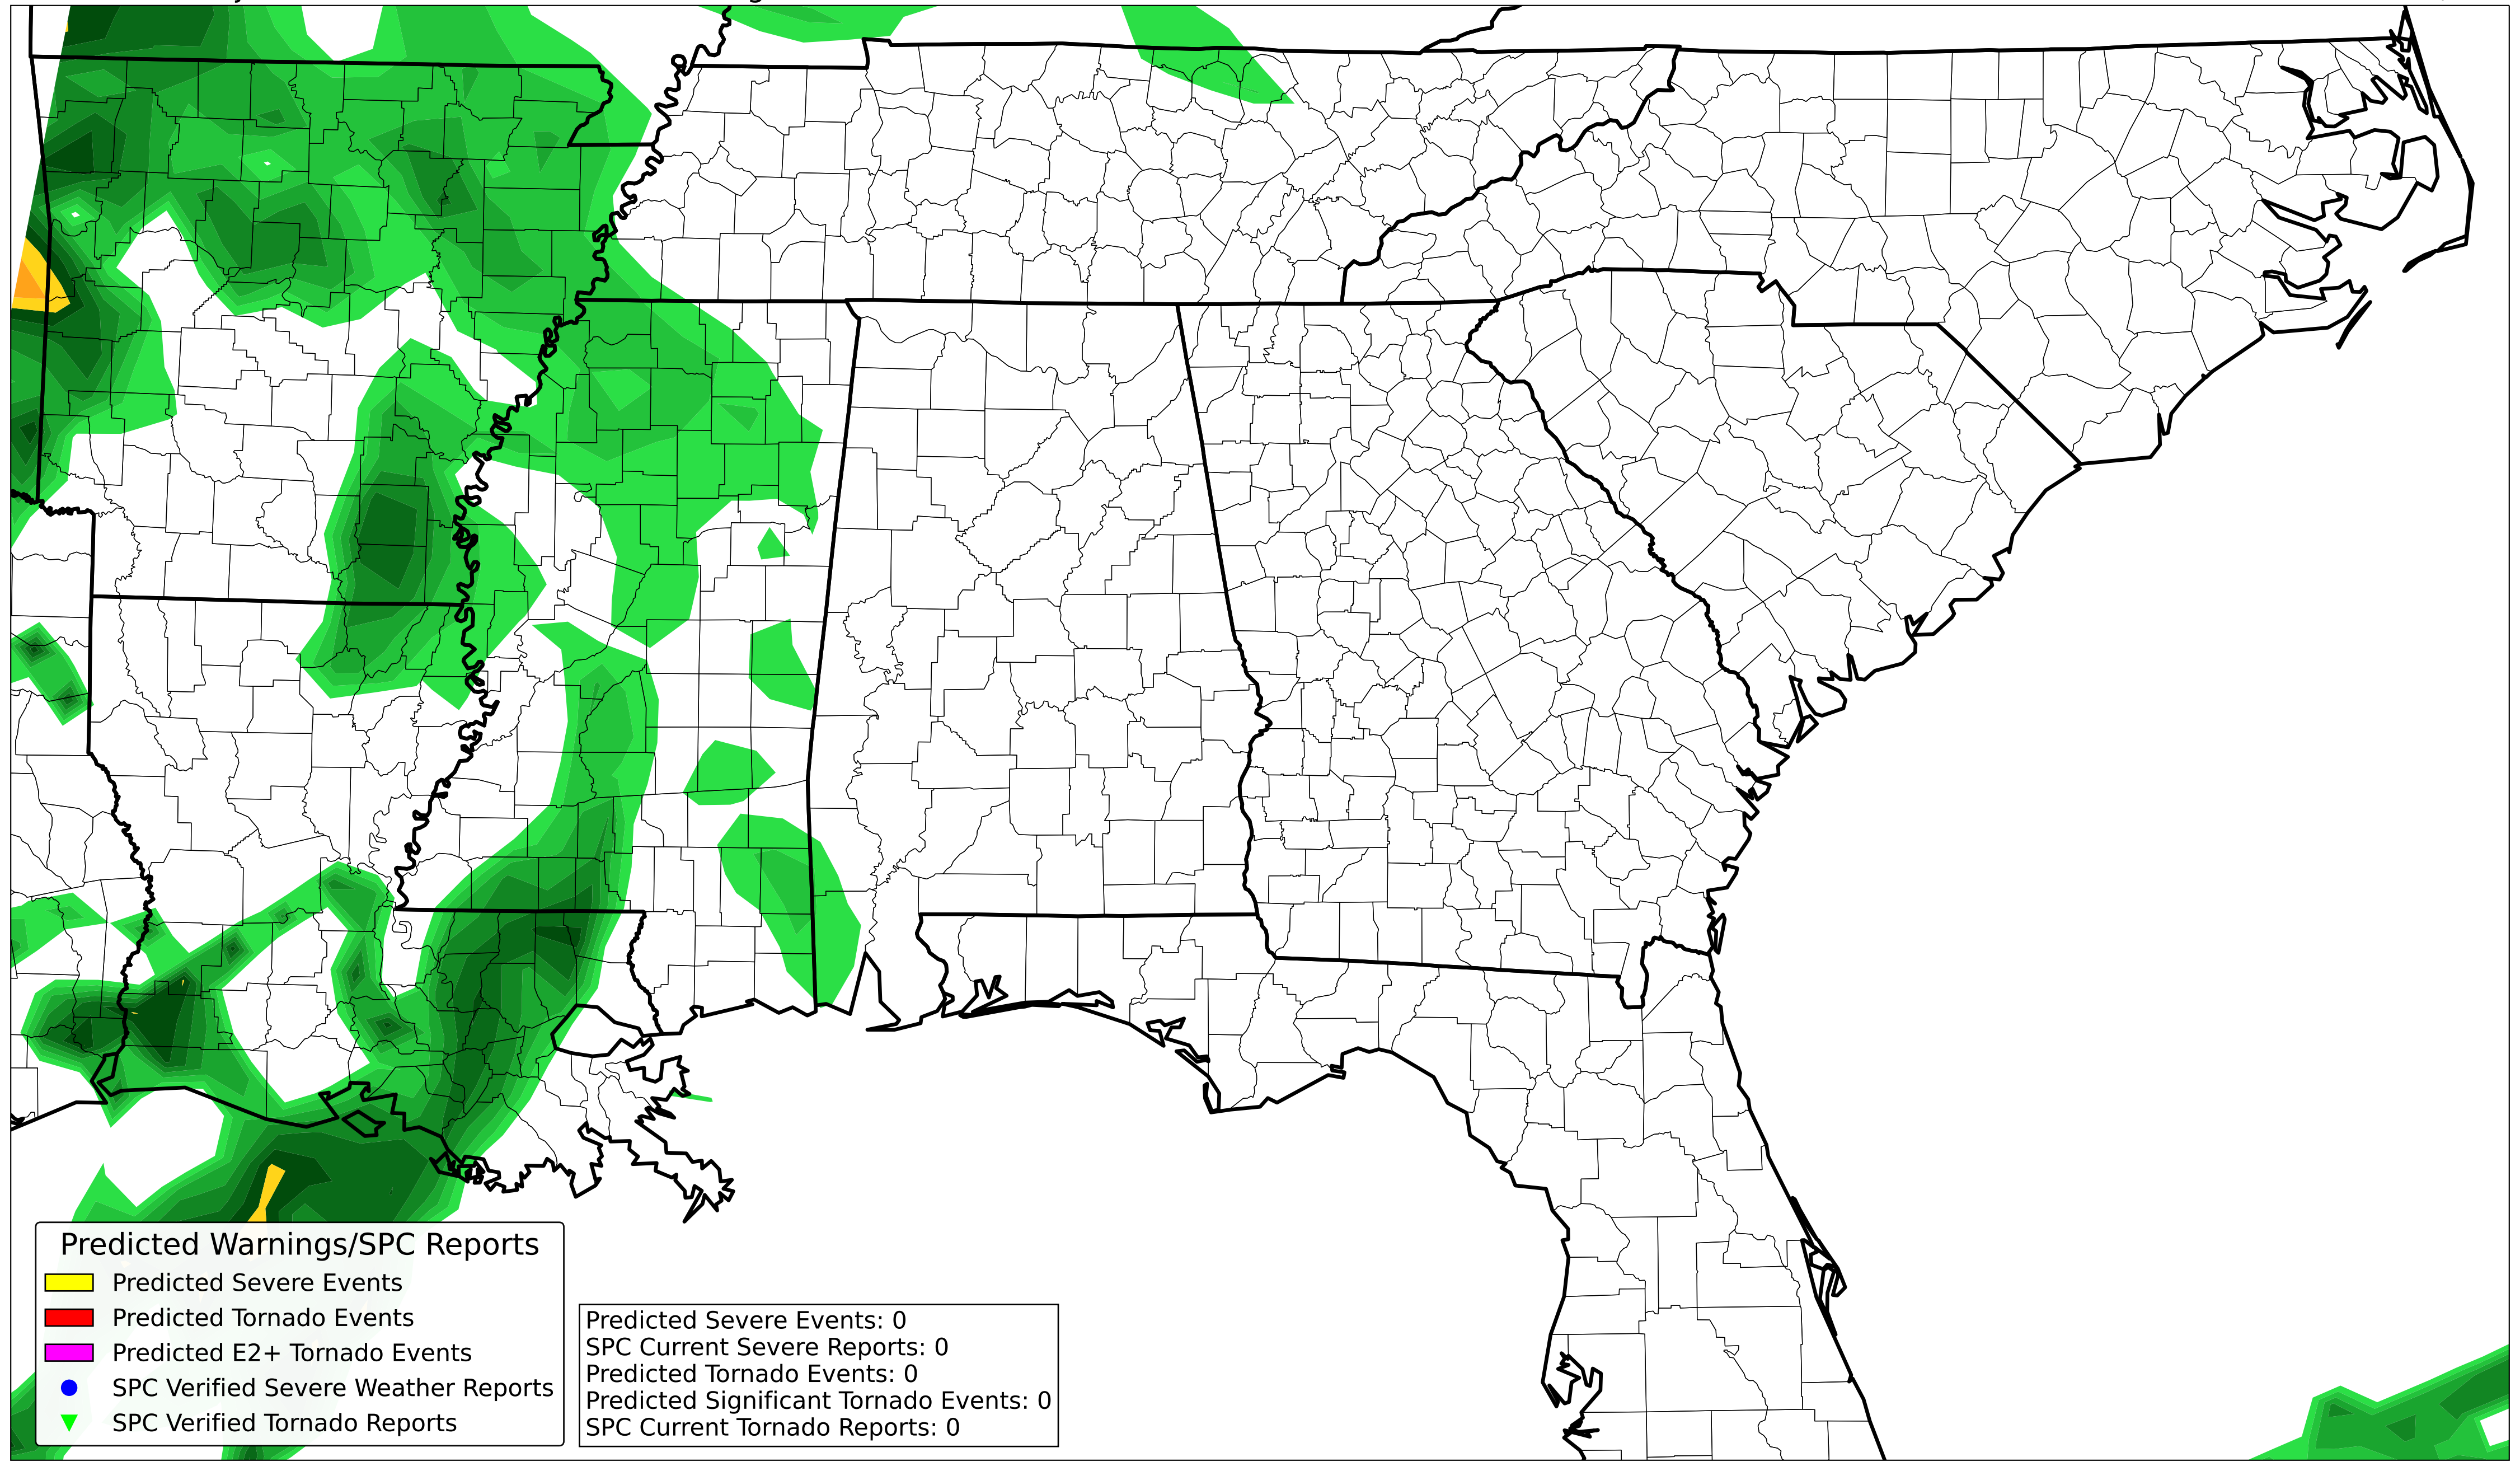 Predicted Warnings/SPC Reports
Predicted Severe Events
Predicted Tornado Events
Predicted E2+ Tornado Events
SPC Verified Severe Weather Reports
SPC Verified Tornado Reports
Predicted Severe Events: 0
SPC Current Severe Reports: 0
Predicted Tornado Events: 0
Predicted Significant Tornado Events: 0
SPC Current Tornado Reports: 0